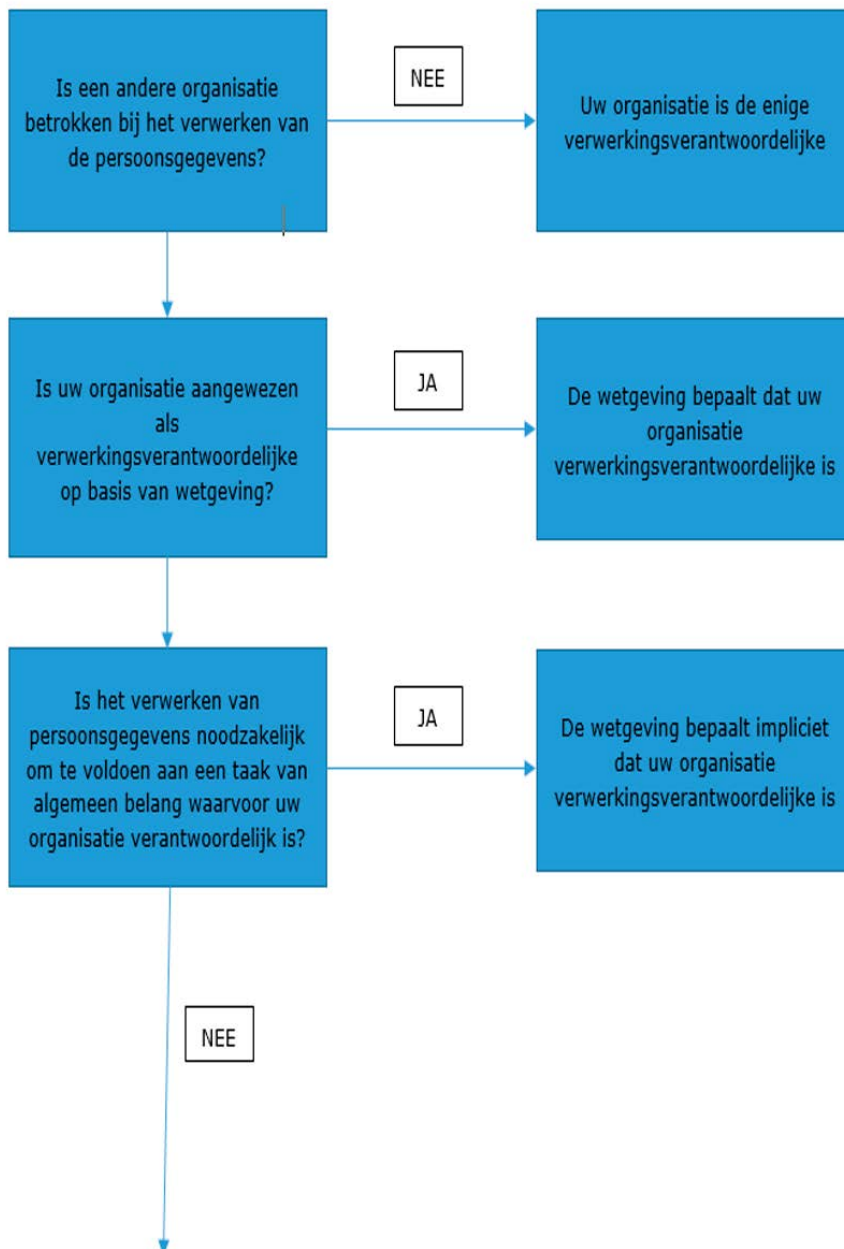 Is een andere organisatie
betrokken bij het verwerken van
de persoonsgegevens?
NEE
Uw organisatie is de enige
verwerkingsverantwoordelijke
Is uw organisatie aangewezen
als
verwerkingsverantwoordelijke
op basis van wetgeving?
JA
De wetgeving bepaalt dat uw
organisatie
verwerkingsverantwoordelijke is
Is het verwerken van
persoonsgegevens noodzakelijk
om te voldoen aan een taak van
algemeen belang waarvoor uw
organisatie verantwoordelijk is?
JA
De wetgeving bepaalt impliciet
dat uw organisatie
verwerkingsverantwoordelijke is
NEE